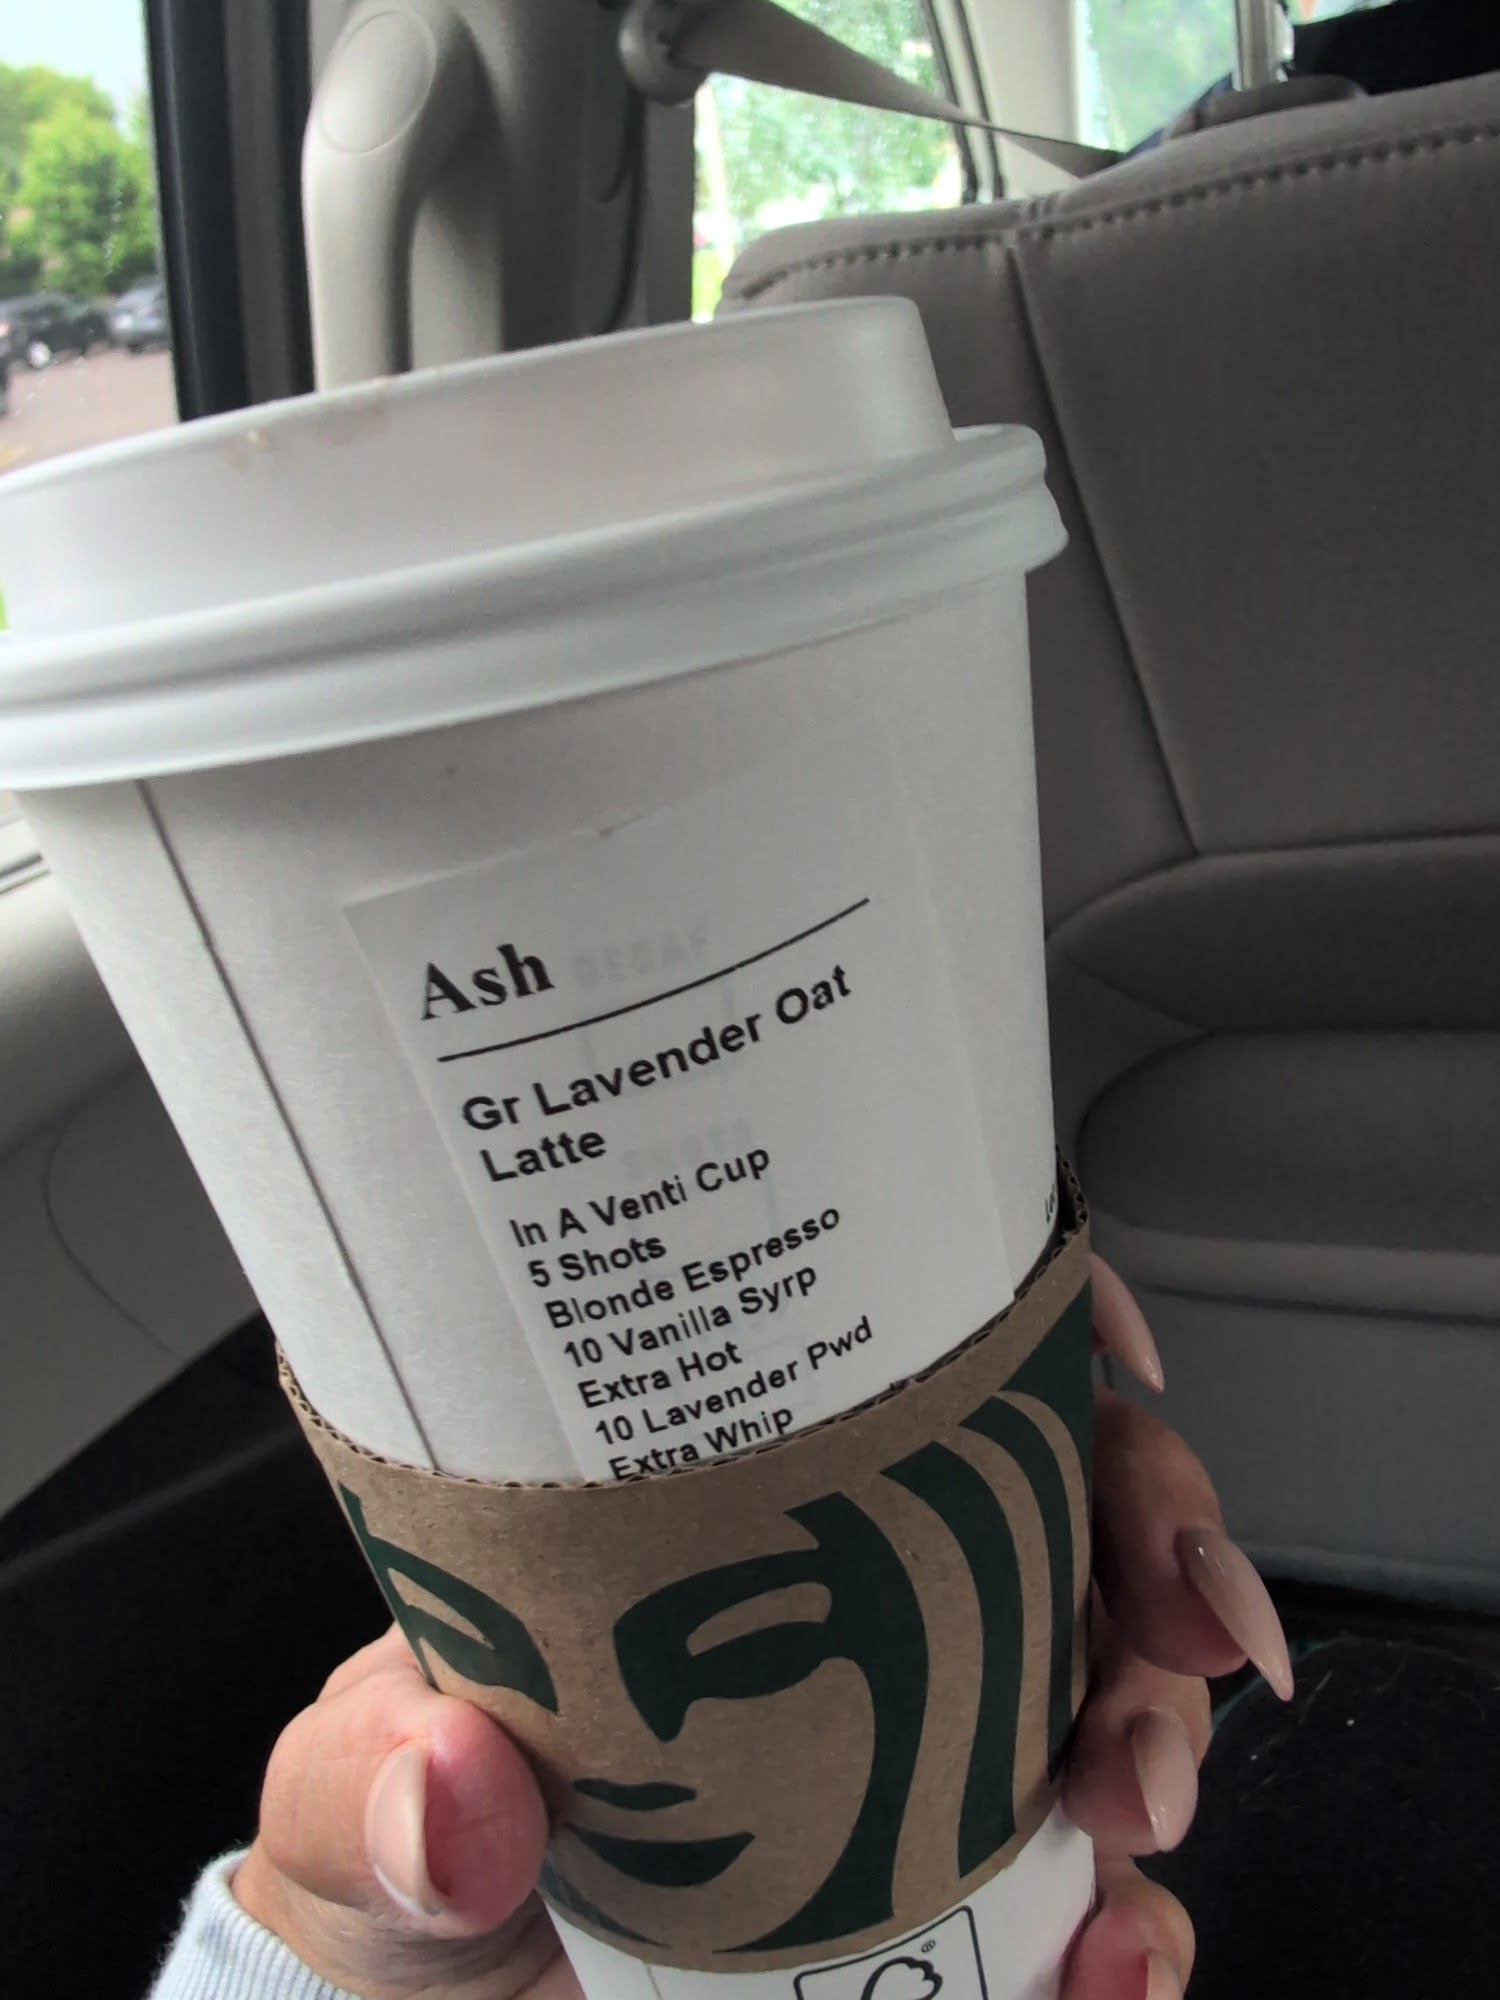 Ash
Gr Lavender Oat
Latte
In A Venti Cup
5 Shots
Blonde Espresso
10 Vanilla Syrp
Extra Hot
10 Lavender Pwd
Extra Whip
®